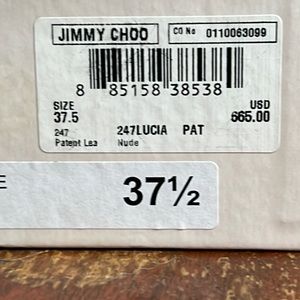 JIMMY CHOO
CO No 0110063099
8 85158 38538
SIZE USD
37.5 665.00
247 247LUCIA PAT
Patent Lea Nude
E
37½